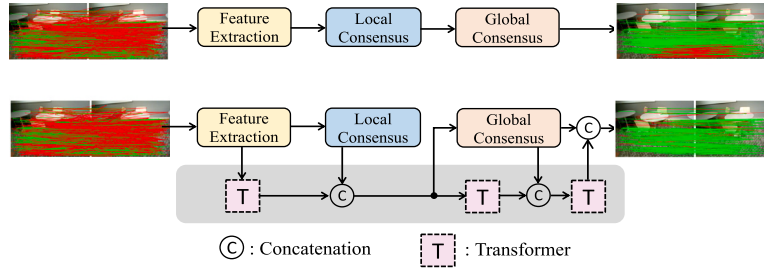 Feature
Extraction
Local
Consensus
Global
Consensus
Feature
Extraction
Local
Consensus
Global
Consensus
C
T
C
T
C
T
C : Concatenation
T : Transformer